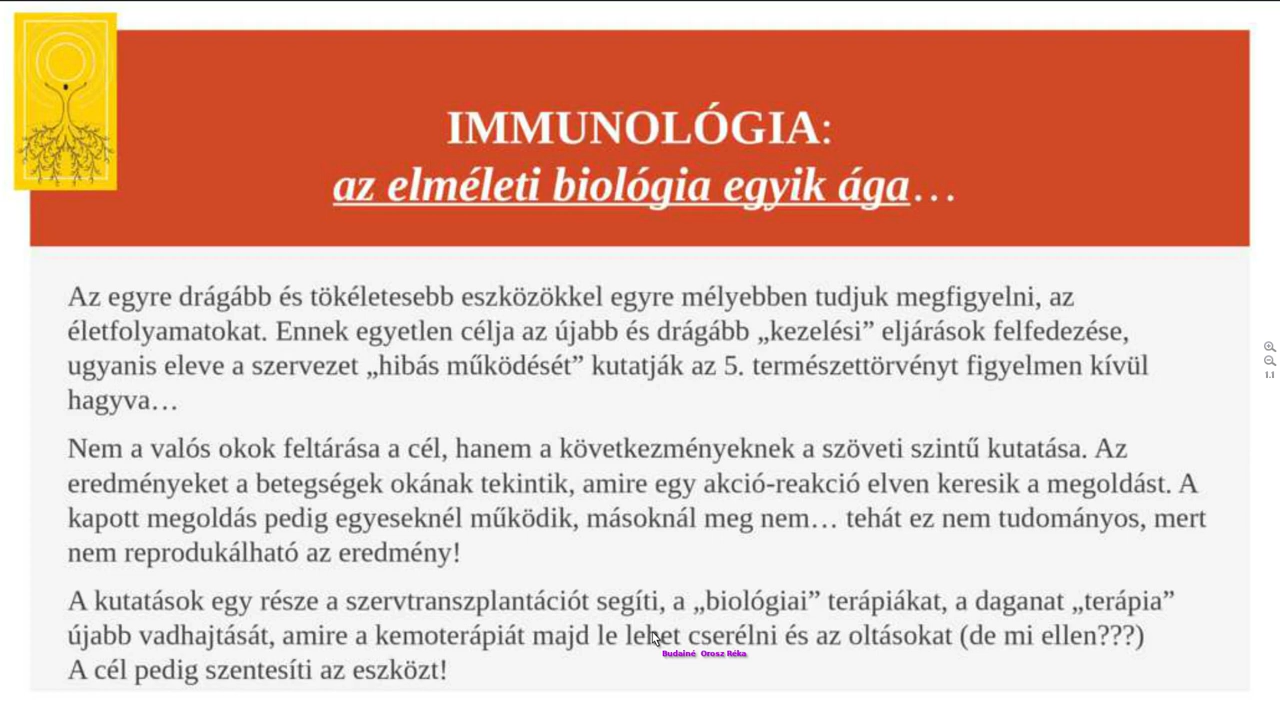 IMMUNOLÓGIA:
az elméleti biológia egyik ága…
Az egyre drágább és tökéletesebb eszközökkel egyre mélyebben tudjuk megfigyelni, az
életfolyamatokat. Ennek egyetlen célja az újabb és drágább „kezelési” eljárások felfedezése,
ugyanis eleve a szervezet „hibás működését” kutatják az 5. természettörvényt figyelmen kívül
hagyva…
Nem a valós okok feltárása a cél, hanem a következményeknek a szöveti szintű kutatása. Az
eredményeket a betegségek okának tekintik, amire egy akció-reakció elven keresik a megoldást. A
kapott megoldás pedig egyeseknél működik, másoknál meg nem… tehát ez nem tudományos, mert
nem reprodukálható az eredmény!
A kutatások egy része a szervtranszplantációt segíti, a „biológiai” terápiákat, a daganat „terápia”
újabb vadhajtását, amire a kemoterápiát majd le lehet cserélni és az oltásokat (de mi ellen???)
A cél pedig szentesíti az eszközt!
Budainé Orosz Réka
1.1